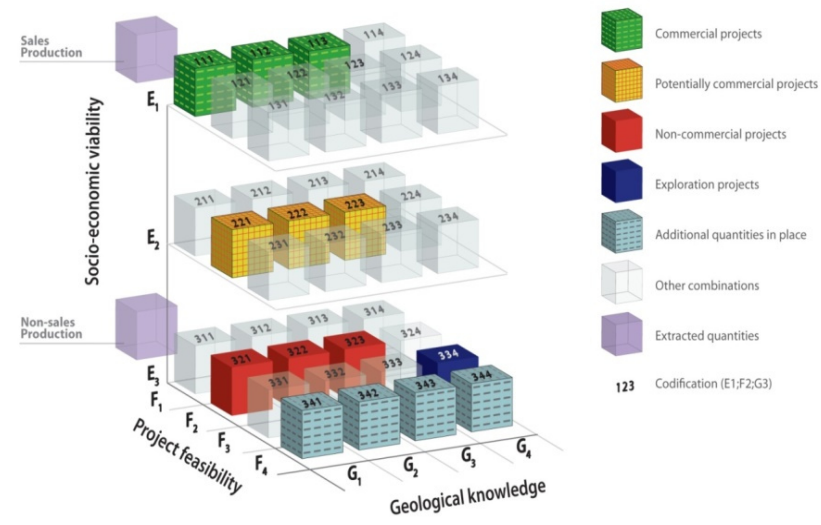 Sales
Production
Socio-economic viability
E1
111
112
113
114
121
122
123
124
131
132
133
134
E2
211
212
213
214
221
222
223
224
231
232
233
234
Non-sales
Production
E3
311
312
313
314
321
322
323
324
331
332
333
334
341
342
343
344
F1
F2
F3
F4
Project feasibility
G1
G2
G3
G4
Geological knowledge
Commercial projects
Potentially commercial projects
Non-commercial projects
Exploration projects
Additional quantities in place
Other combinations
Extracted quantities
123 Codification (E1;F2;G3)